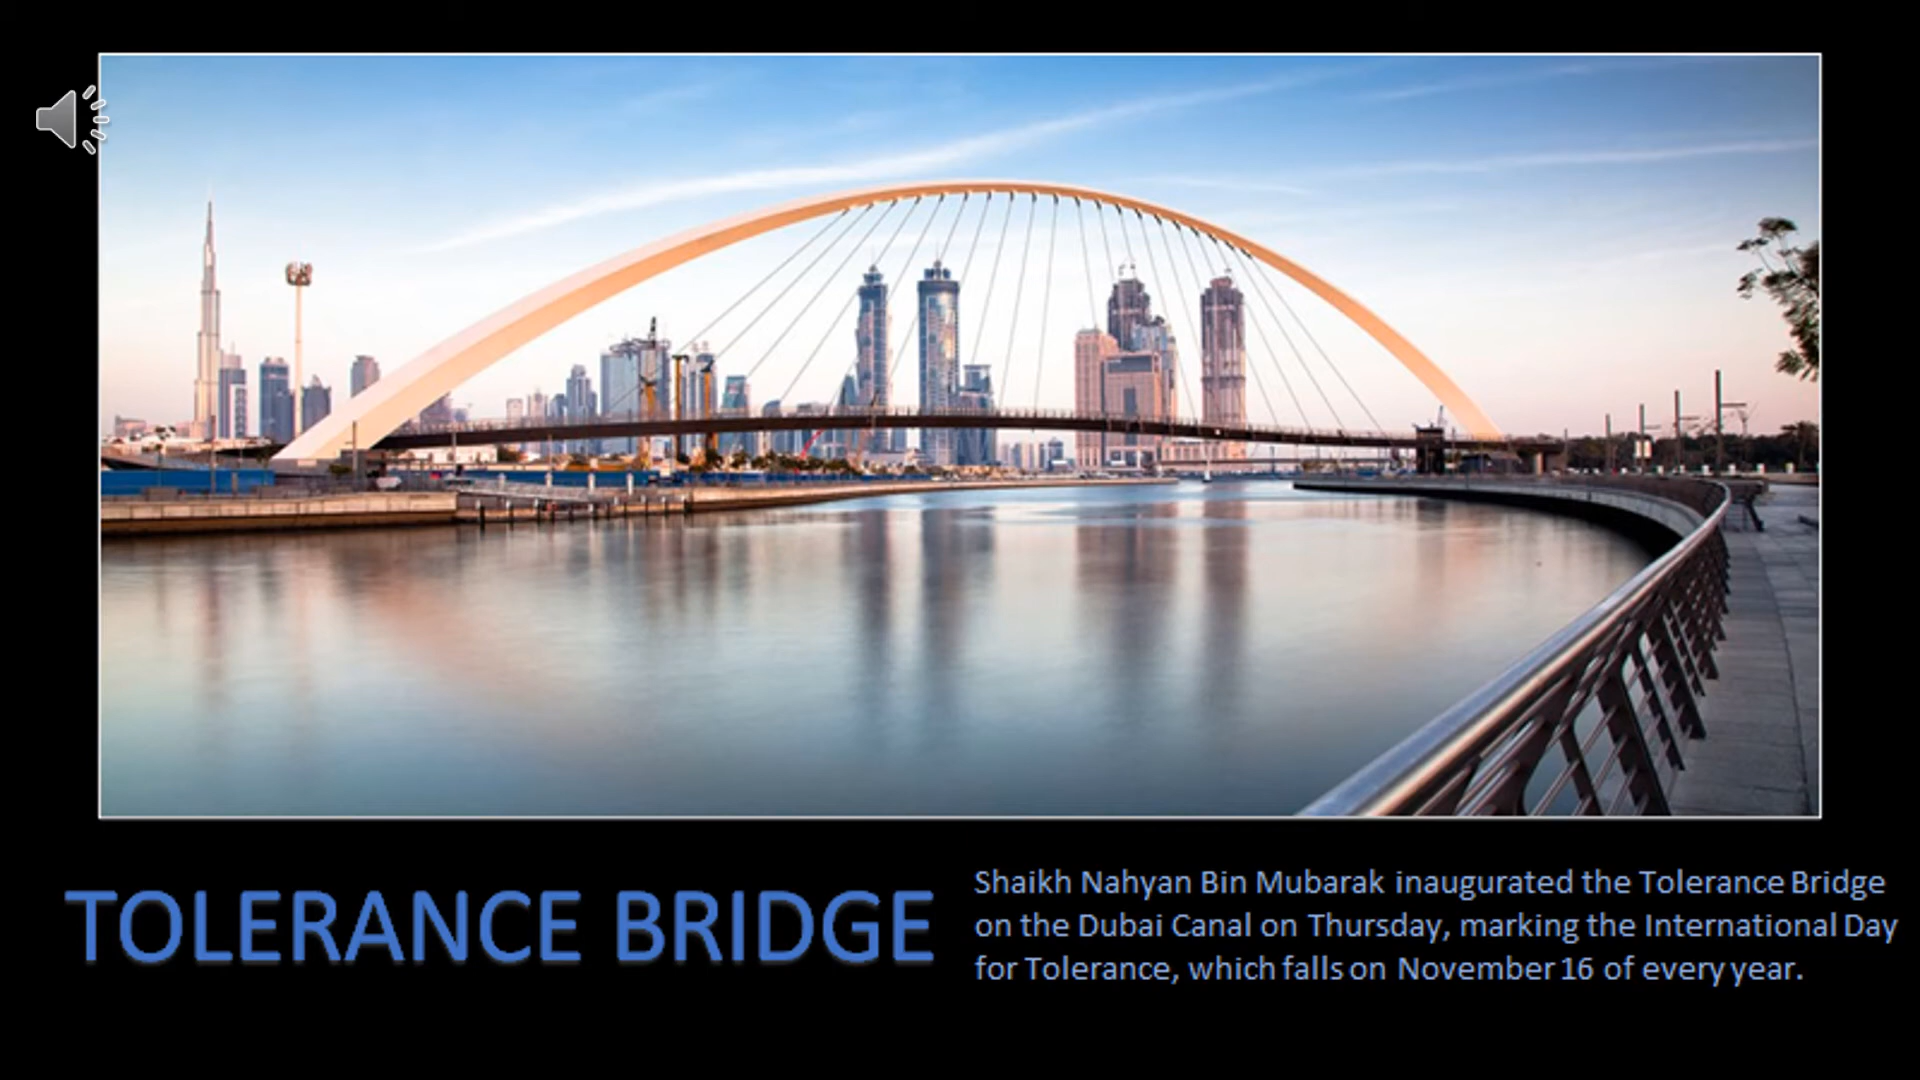 TOLERANCE BRIDGE
Shaikh Nahyan Bin Mubarak inaugurated the Tolerance Bridge
on the Dubai Canal on Thursday, marking the International Day
for Tolerance, which falls on November 16 of every year.